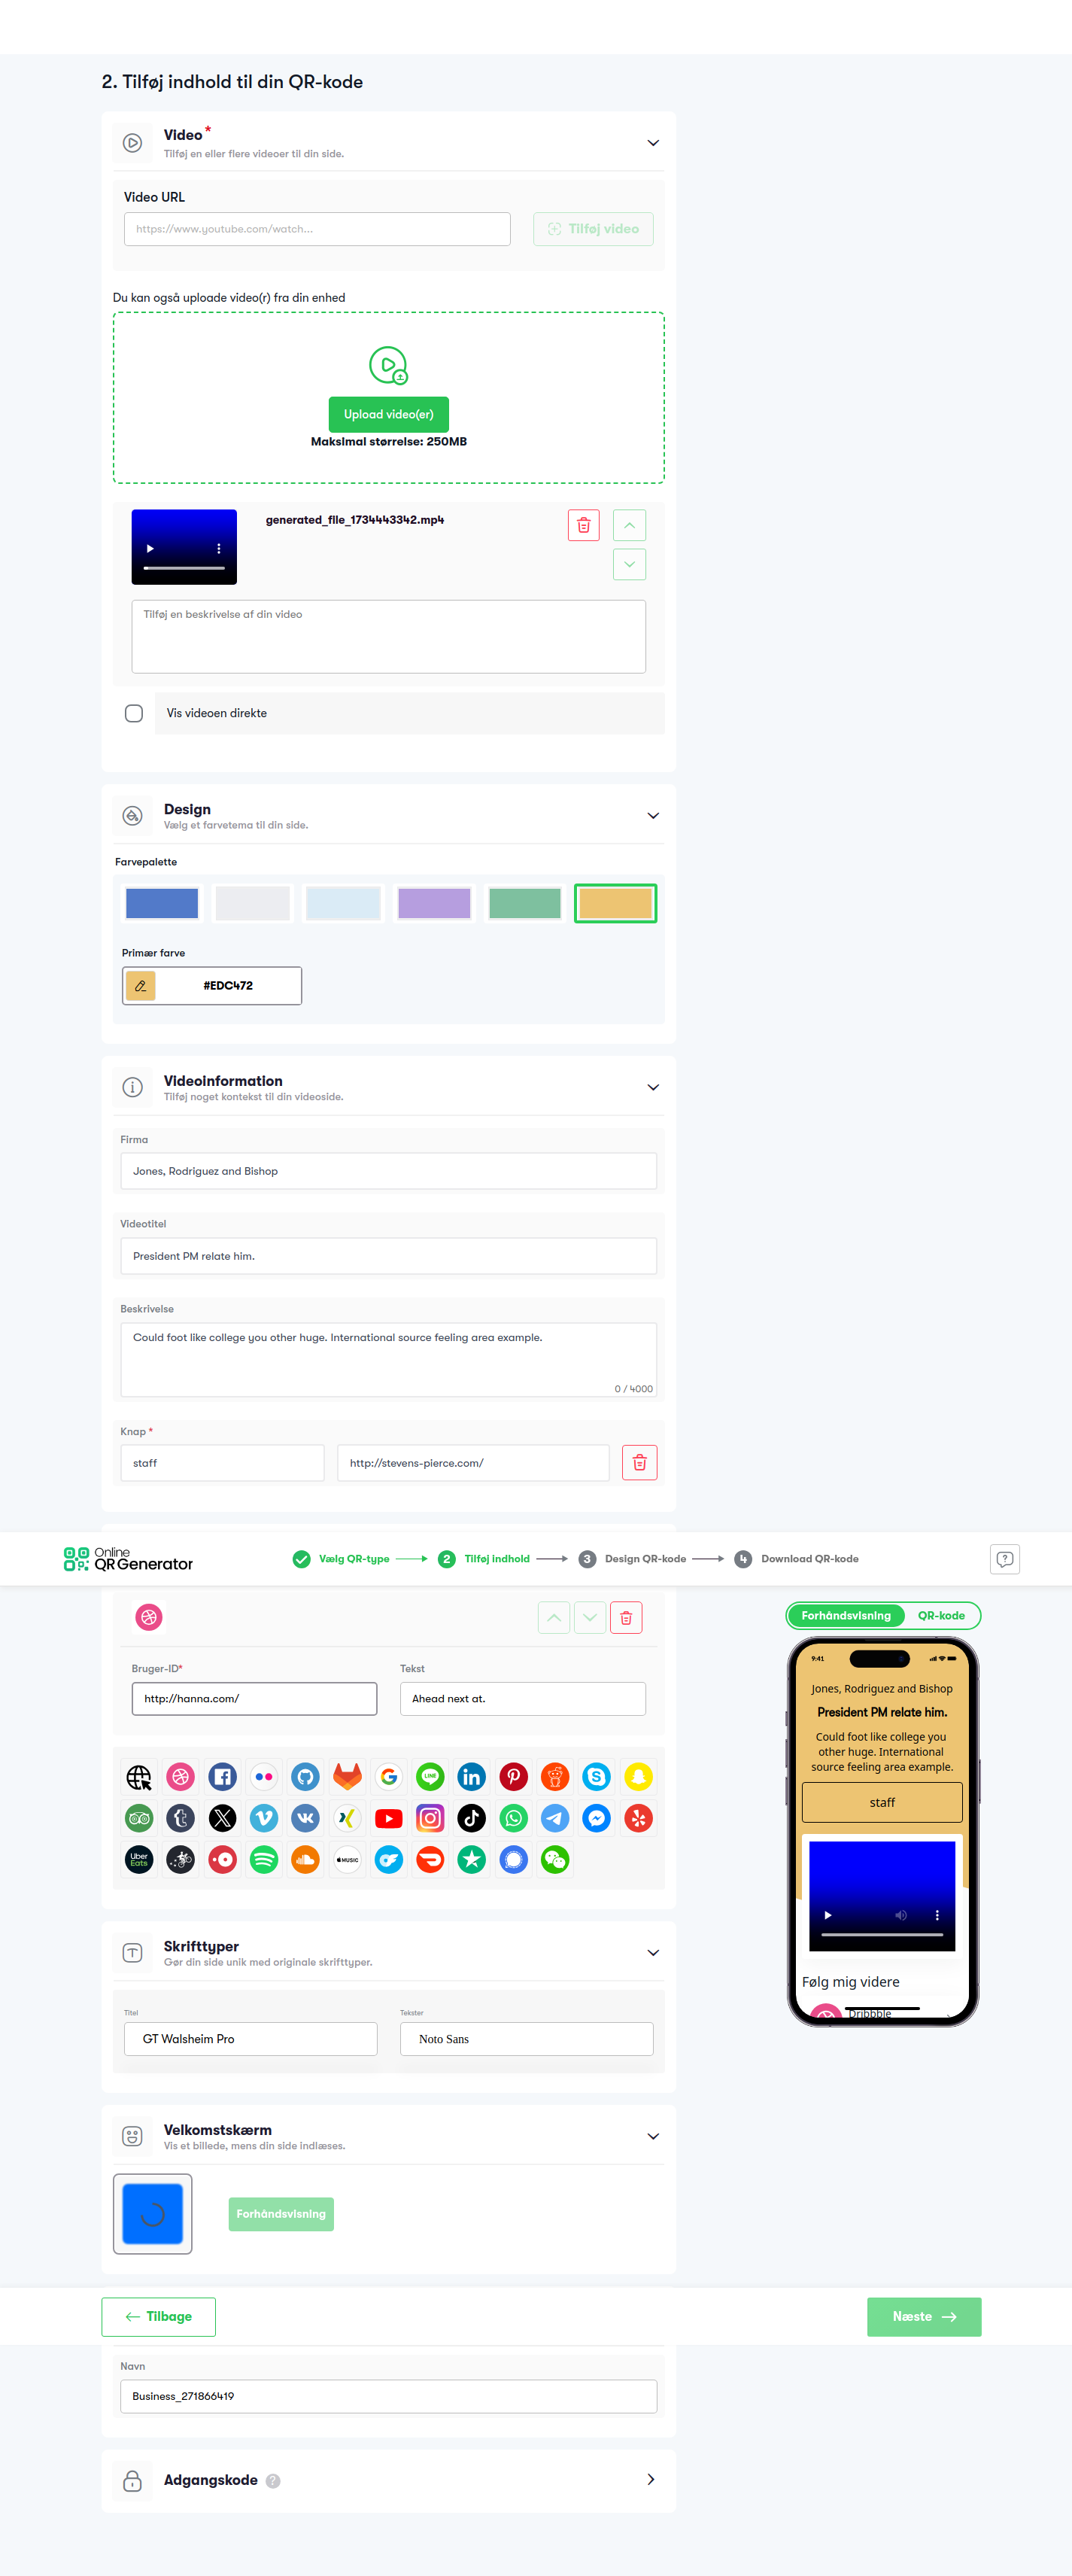 2. Tilføj indhold til din QR-kode
Video*
Tilføj en eller flere videoer til din side.
Video URL
https://www.youtube.com/watch...
Tilføj video
Du kan også uploade video(r) fra din enhed
Upload video(er)
Maksimal størrelse: 250MB
generated_file_1734443342.mp4
Tilføj en beskrivelse af din video
Vis videoen direkte
Design
Vælg et farvetema til din side.
Farvepalette
Primær farve
#EDC472
Videoinformation
Tilføj noget kontekst til din videoside.
Firma
Jones, Rodriguez and Bishop
Videotitel
President PM relate him.
Beskrivelse
Could foot like college you other huge. International source feeling area example.
0 / 4000
Knap *
staff
http://stevens-pierce.com/
Online
QR Generator
Vælg QR-type
2 Tilføj indhold
3 Design QR-kode
4 Download QR-kode
Bruger-ID*
Tekst
http://hanna.com/
Ahead next at.
LINE
Uber
Eats
MUSIC
Forhåndsvisning
QR-kode
9:41
Jones, Rodriguez and Bishop
President PM relate him.
Could foot like college you
other huge. International
source feeling area example.
staff
Følg mig videre
Dribbble
Skrifttyper
Gør din side unik med originale skrifttyper.
Titel
Tekster
GT Walsheim Pro
Noto Sans
Velkomstskærm
Vis et billede, mens din side indlæses.
Forhåndsvisning
Tilbage
Næste
Navn
Business_271866419
Adgangskode ?